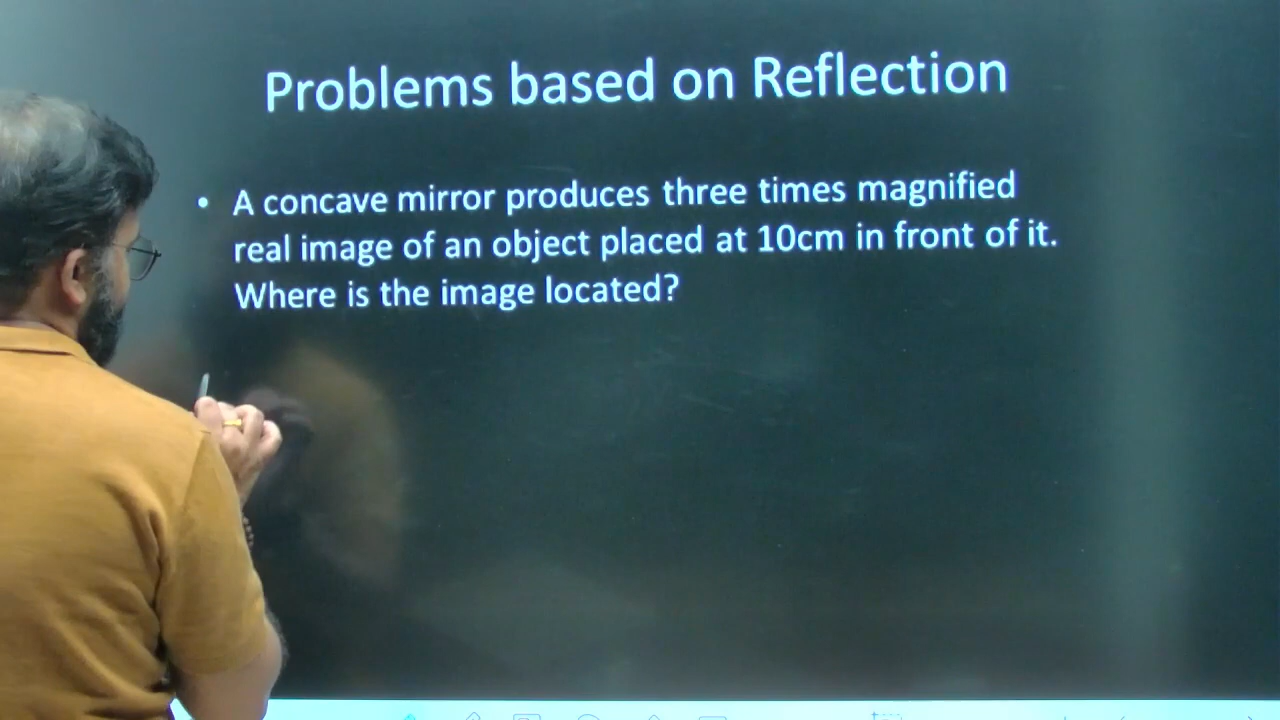 Problems based on Reflection
• A concave mirror produces three times magnified
real image of an object placed at 10cm in front of it.
Where is the image located?